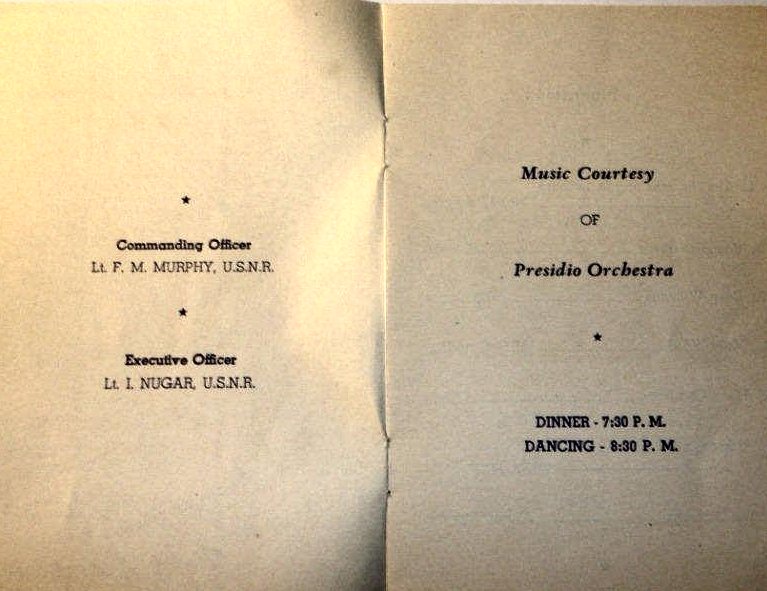 Commanding Officer
Lt. F. M. MURPHY, U.S.N.R.
Executive Officer
Lt. I. NUGAR, U.S.N.R.
Music Courtesy
OF
Presidio Orchestra
DINNER - 7:30 P. M.
DANCING - 8:30 P. M.